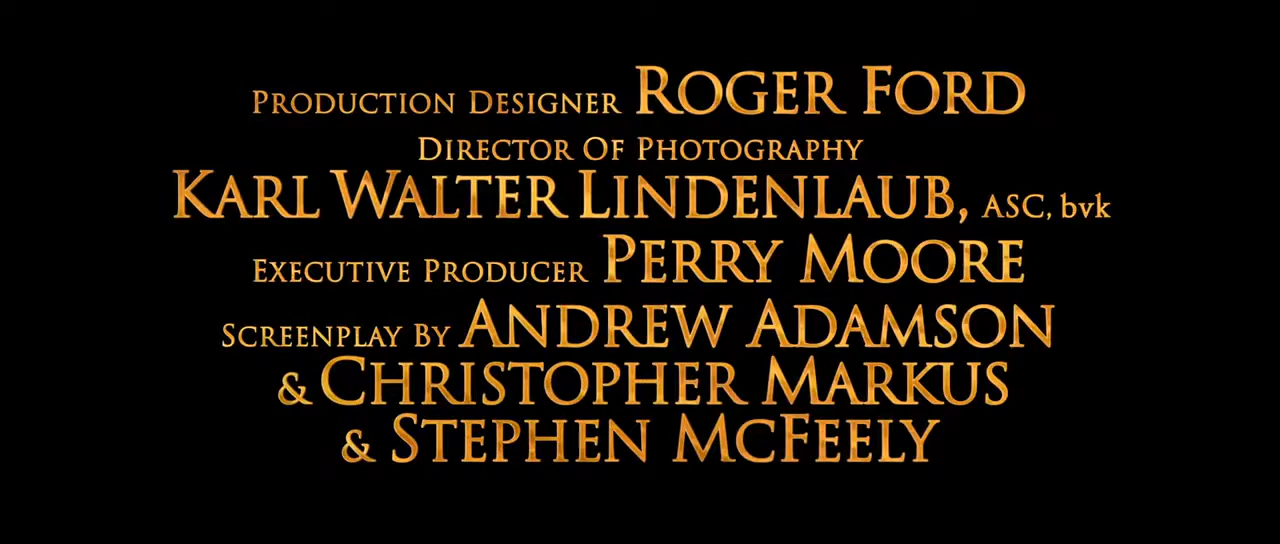 PRODUCTION DESIGNER ROGER FORD
DIRECTOR OF PHOTOGRAPHY
KARL WALTER LINDENLAUB, ASC, bvk
EXECUTIVE PRODUCER PERRY MOORE
SCREENPLAY BY ANDREW ADAMSON
& CHRISTOPHER MARKUS
& STEPHEN MCFEELY